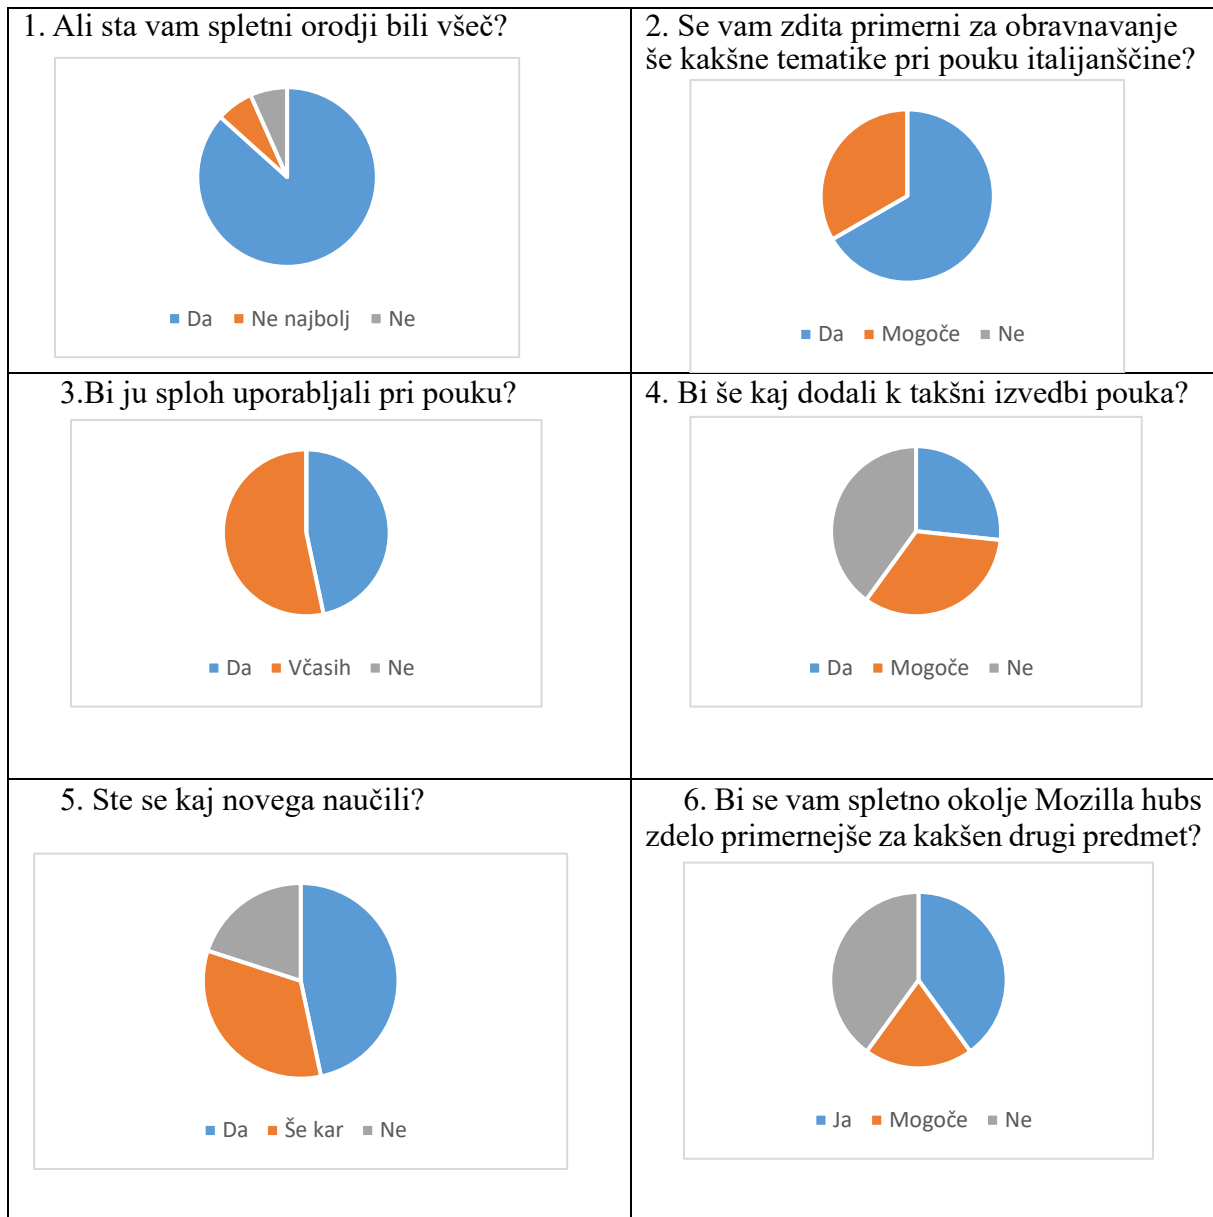 1. Ali sta vam spletni orodji bili všeč?
Da Ne najbolj Ne
2. Se vam zdita primerni za obravnavanje
še kakšne tematike pri pouku italijanščine?
Da Mogoče Ne
3.Bi ju sploh uporabljali pri pouku?
Da Včasih Ne
4. Bi še kaj dodali k takšni izvedbi pouka?
Da Mogoče Ne
5. Ste se kaj novega naučili?
Da Še kar Ne
6. Bi se vam spletno okolje Mozilla hubs
zdelo primernejše za kakšen drugi predmet?
Ja Mogoče Ne